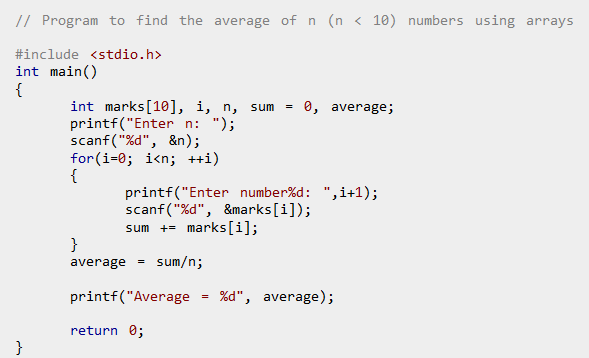 // Program to find the average of n (n < 10) numbers using arrays
#include <stdio.h>
int main()
{
int marks[10], i, n, sum = 0, average;
printf("Enter n: ");
scanf("%d", &n);
for(i=0; i<n; ++i)
{
printf("Enter number%d: ",i+1);
scanf("%d", &marks[i]);
sum += marks[i];
}
average = sum/n;
printf("Average = %d", average);
return 0;
}